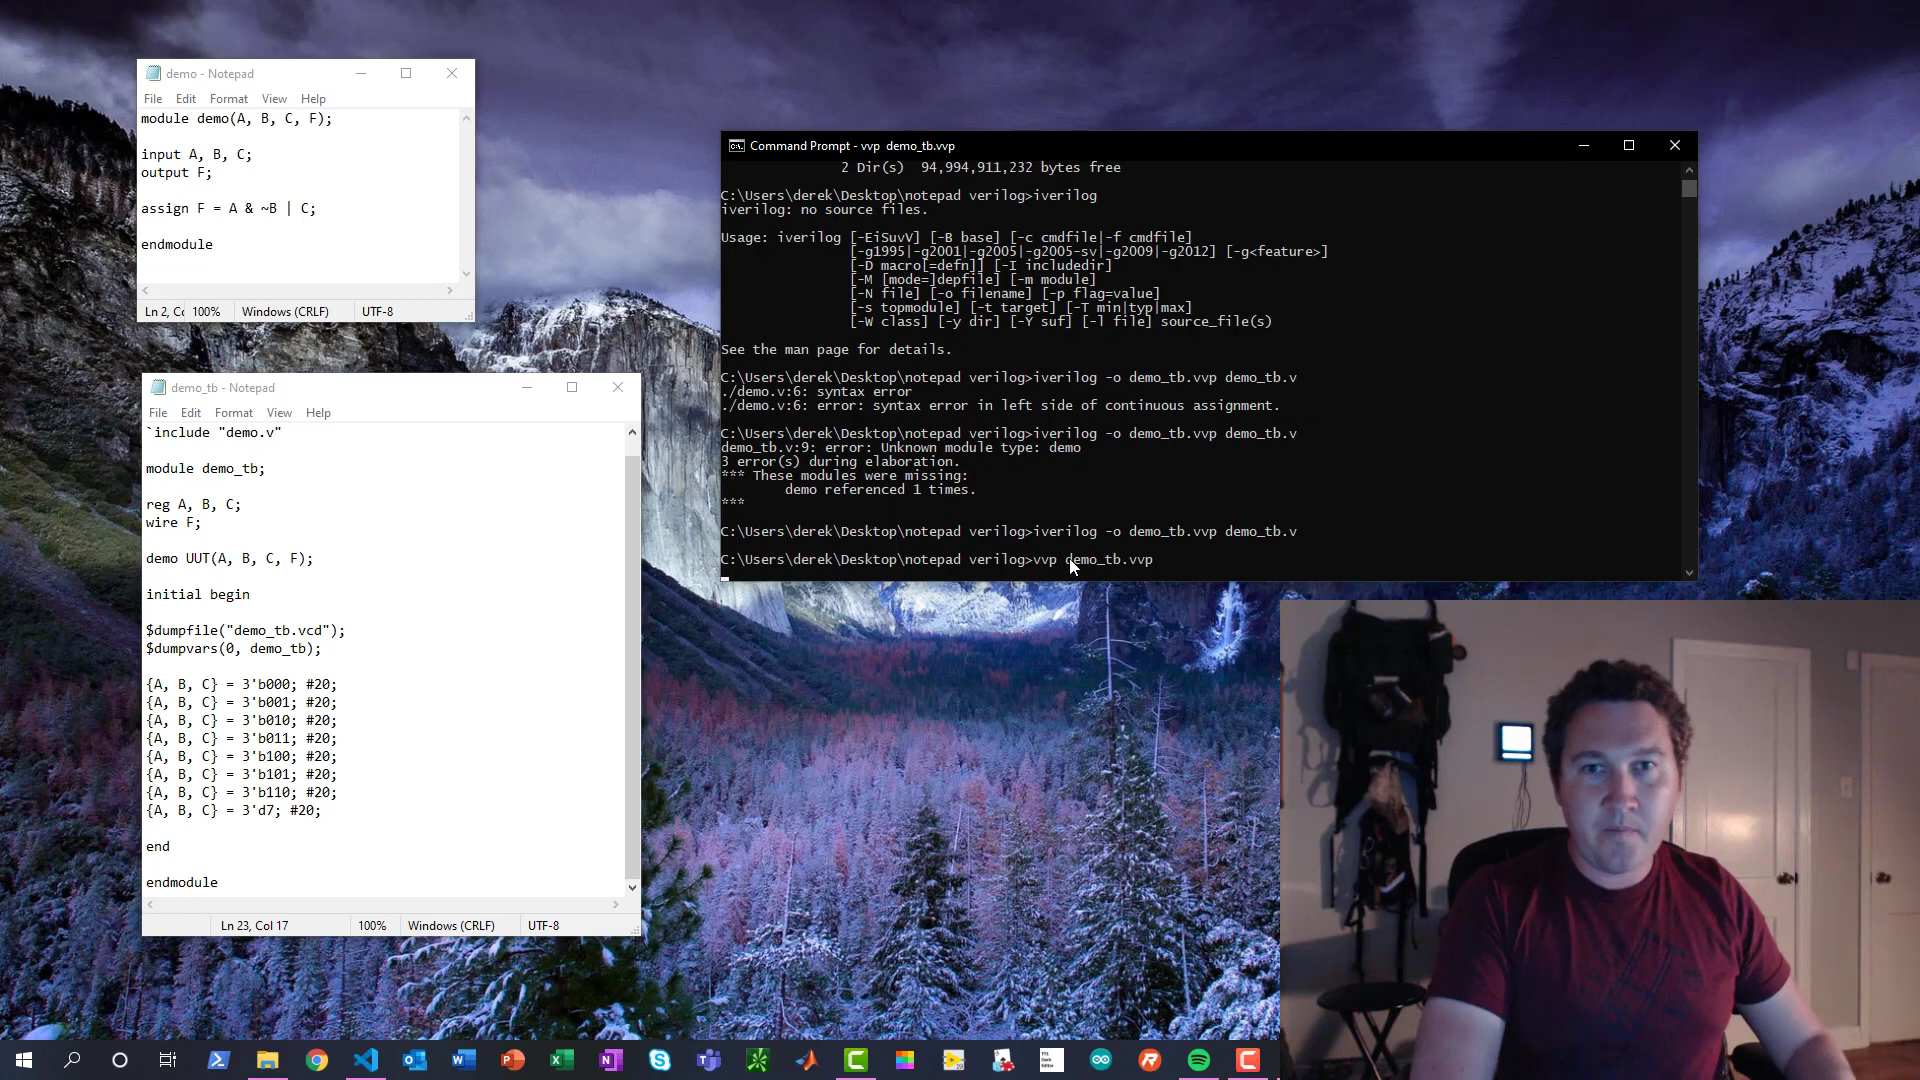 demo - Notepad
File Edit Format View Help
module demo(A, B, C, F);
input A, B, C;
output F;
assign F = A & ~B | C;
endmodule
100% Windows (CRLF) UTF-8
demo_tb - Notepad
File Edit Format View Help
`include "demo.v"
module demo_tb;
reg A, B, C;
wire F;
demo UUT(A, B, C, F);
initial begin
$dumpfile("demo_tb.vcd");
$dumpvars(0, demo_tb);
{A, B, C} = 3'b000; #20;
{A, B, C} = 3'b001; #20;
{A, B, C} = 3'b010; #20;
{A, B, C} = 3'b011; #20;
{A, B, C} = 3'b100; #20;
{A, B, C} = 3'b101; #20;
{A, B, C} = 3'b110; #20;
{A, B, C} = 3'd7; #20;
end
endmodule
Ln 23, Col 17 100% Windows (CRLF) UTF-8
Command Prompt - vvp demo_tb.vvp
2 Dir(s) 94,994,911,232 bytes free
C:\Users\derek\Desktop\notepad verilog>iverilog
iverilog: no source files.
Usage: iverilog [-EiSuvV] [-B base] [-c cmdfile|-f cmdfile]
[-g1995|-g2001|-g2005|-g2005-sv|-g2009|-g2012] [-g<feature>]
[-D macro[=defn]] [-I includedir]
[-M [mode=]depfile] [-m module]
[-N file] [-o filename] [-p flag=value]
[-s topmodule] [-t target] [-T min|typ|max]
[-W class] [-y dir] [-Y suf] [-l file] source_file(s)
See the man page for details.
C:\Users\derek\Desktop\notepad verilog>iverilog -o demo_tb.vvp demo_tb.v
./demo.v:6: syntax error
./demo.v:6: error: syntax error in left side of continuous assignment.
C:\Users\derek\Desktop\notepad verilog>iverilog -o demo_tb.vvp demo_tb.v
demo_tb.v:9: error: Unknown module type: demo
3 error(s) during elaboration.
*** These modules were missing:
demo referenced 1 times.
***
C:\Users\derek\Desktop\notepad verilog>iverilog -o demo_tb.vvp demo_tb.v
C:\Users\derek\Desktop\notepad verilog>vvp demo_tb.vvp